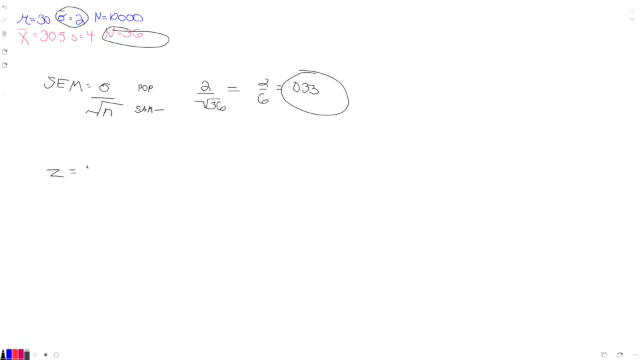 μ=30 σ=2 N=10000
X̄=30.5 s=4 N=36
SEM = σ/√n POP SAM 2/√36 = 2/6 = 0.33
Z =